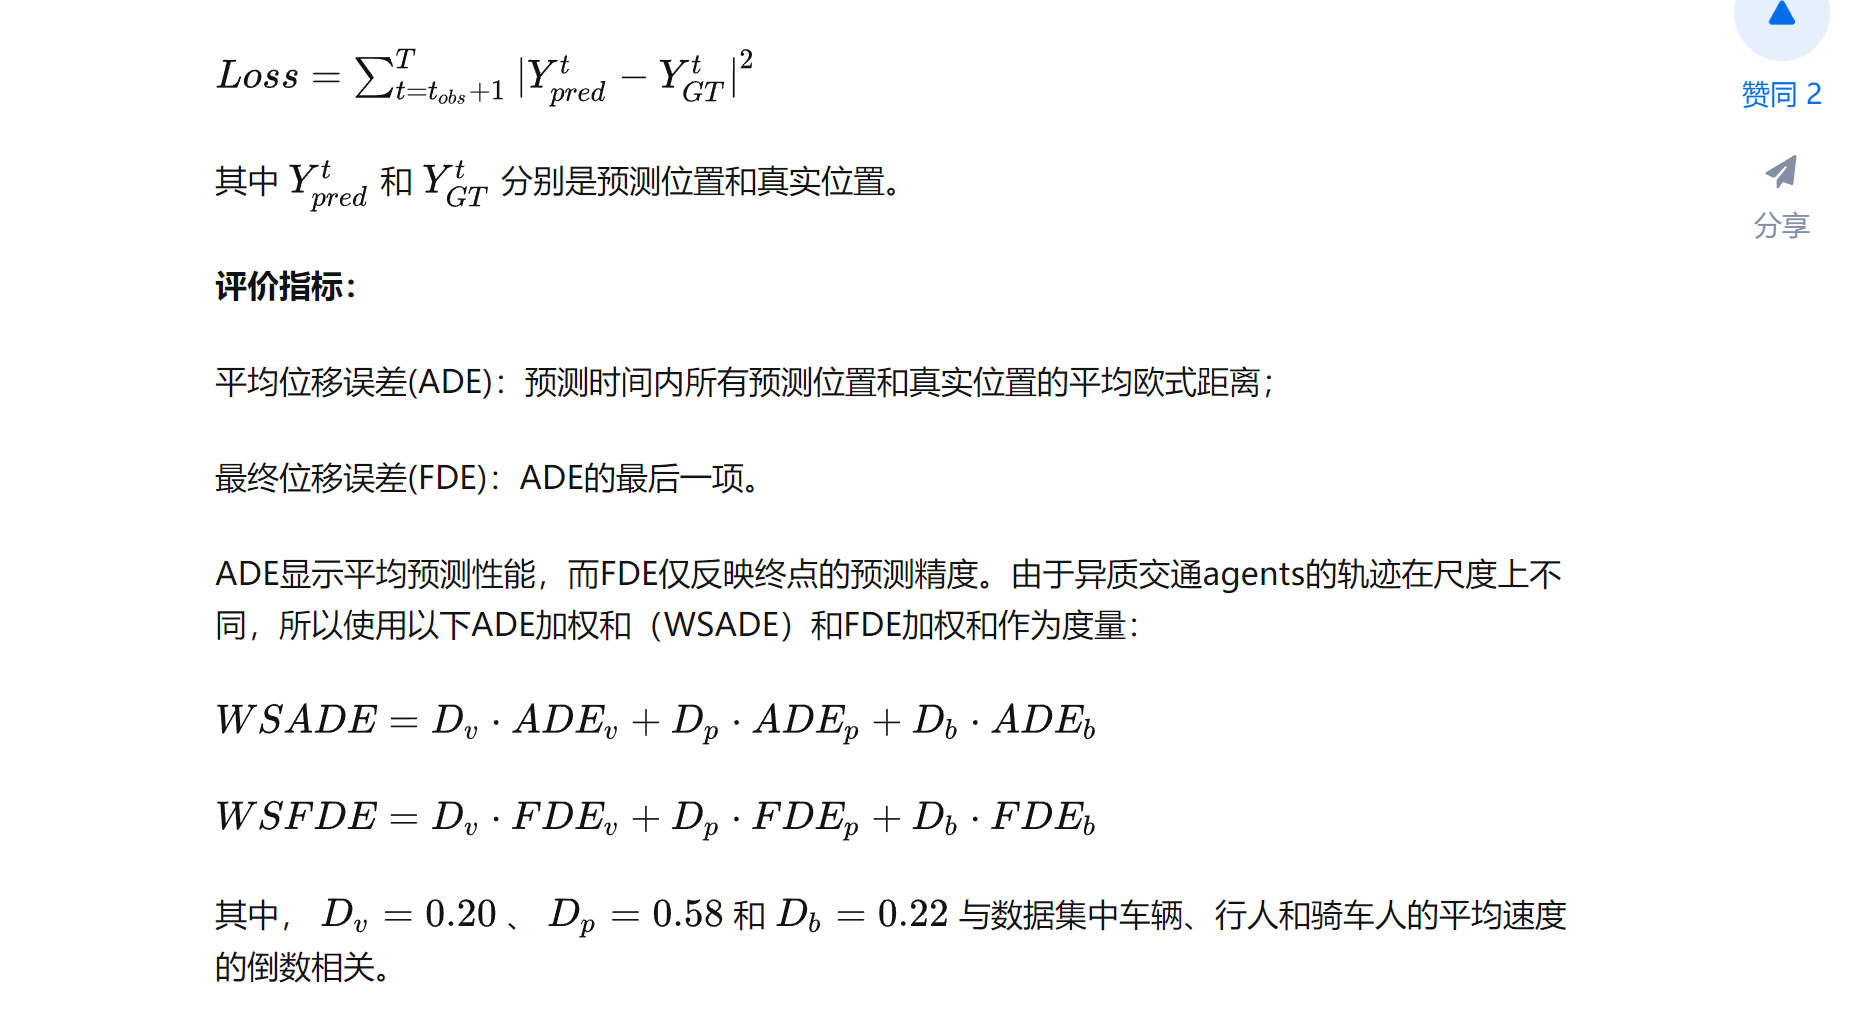 Loss = ∑_{t=t_{obs}+1}^{T} |Y_{pred}^{t} − Y_{GT}^{t}|^2
其中 Y_{pred}^{t} 和 Y_{GT}^{t} 分别是预测位置和真实位置。
评价指标：
平均位移误差(ADE)：预测时间内所有预测位置和真实位置的平均欧式距离；
最终位移误差(FDE)：ADE的最后一项。
ADE显示平均预测性能，而FDE仅反映终点的预测精度。由于异质交通agents的轨迹在尺度上不
同，所以使用以下ADE加权和（WSADE）和FDE加权和作为度量：
WSADE = D_v · ADE_v + D_p · ADE_p + D_b · ADE_b
WSFDE = D_v · FDE_v + D_p · FDE_p + D_b · FDE_b
其中， D_v = 0.20 、 D_p = 0.58 和 D_b = 0.22 与数据集中车辆、行人和骑车人的平均速度
的倒数相关。
赞同 2
分享